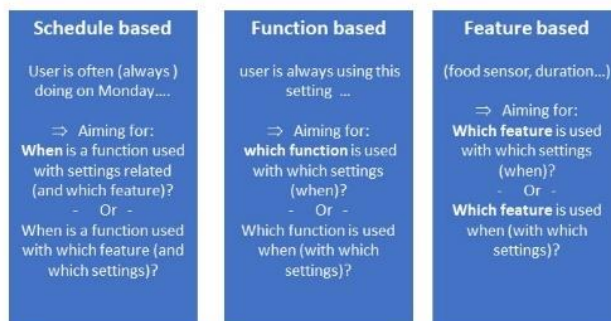 Schedule based
User is often (always )
doing on Monday....
⇒ Aiming for:
When is a function used
with settings related
(and which feature)?
- Or -
When is a function used
with which feature (and
which settings)?
Function based
user is always using this
setting ...
⇒ Aiming for:
which function is used
with which settings
(when)?
- Or -
Which function is used
when (with which
settings)?
Feature based
(food sensor, duration...)
⇒ Aiming for:
Which feature is used
with which settings
(when)?
- Or -
Which feature is used
when (with which
settings)?